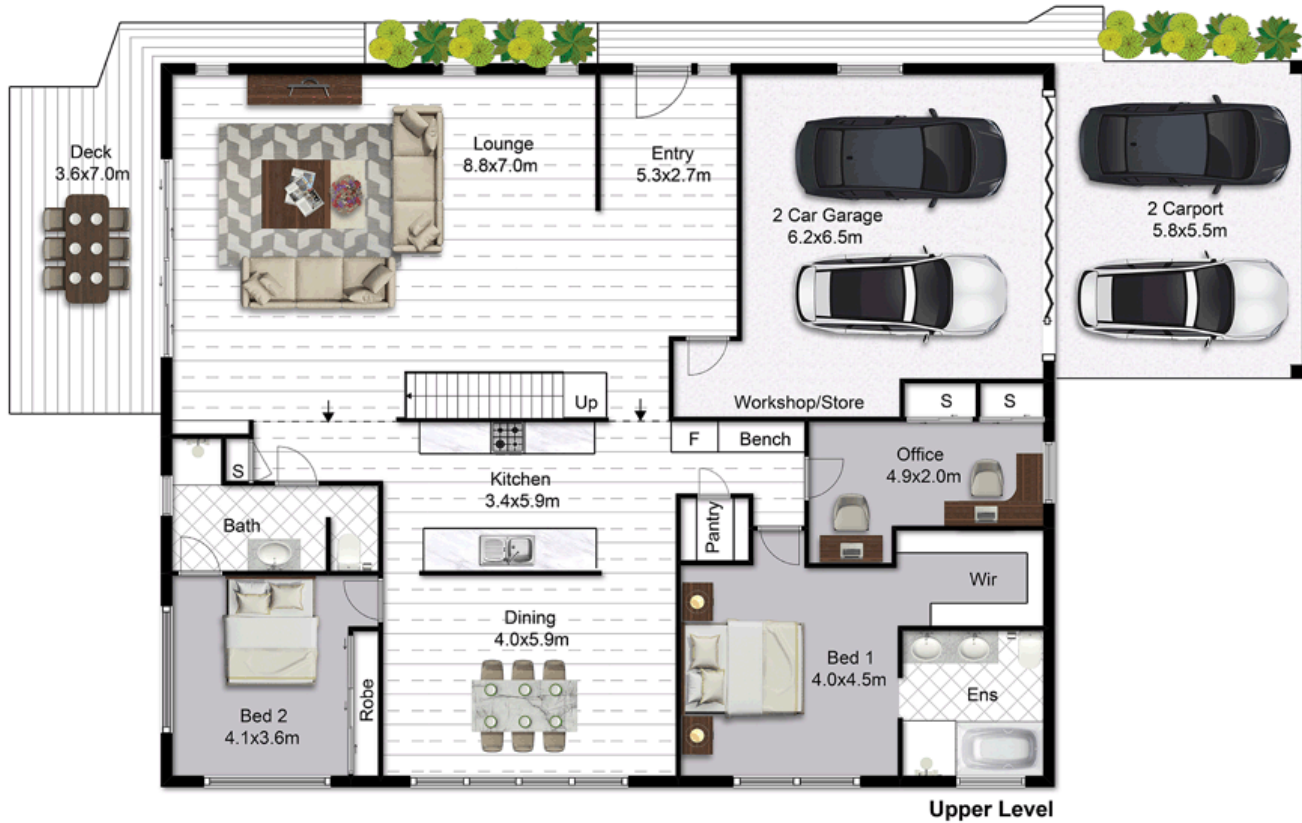 Deck
3.6x7.0m
Lounge
8.8x7.0m
Entry
5.3x2.7m
2 Car Garage
6.2x6.5m
2 Carport
5.8x5.5m
Up
Workshop/Store
S
S
F
Bench
S
Kitchen
3.4x5.9m
Office
4.9x2.0m
Bath
Pantry
Wir
Dining
4.0x5.9m
Bed 1
4.0x4.5m
Ens
Bed 2
4.1x3.6m
Robe
Upper Level